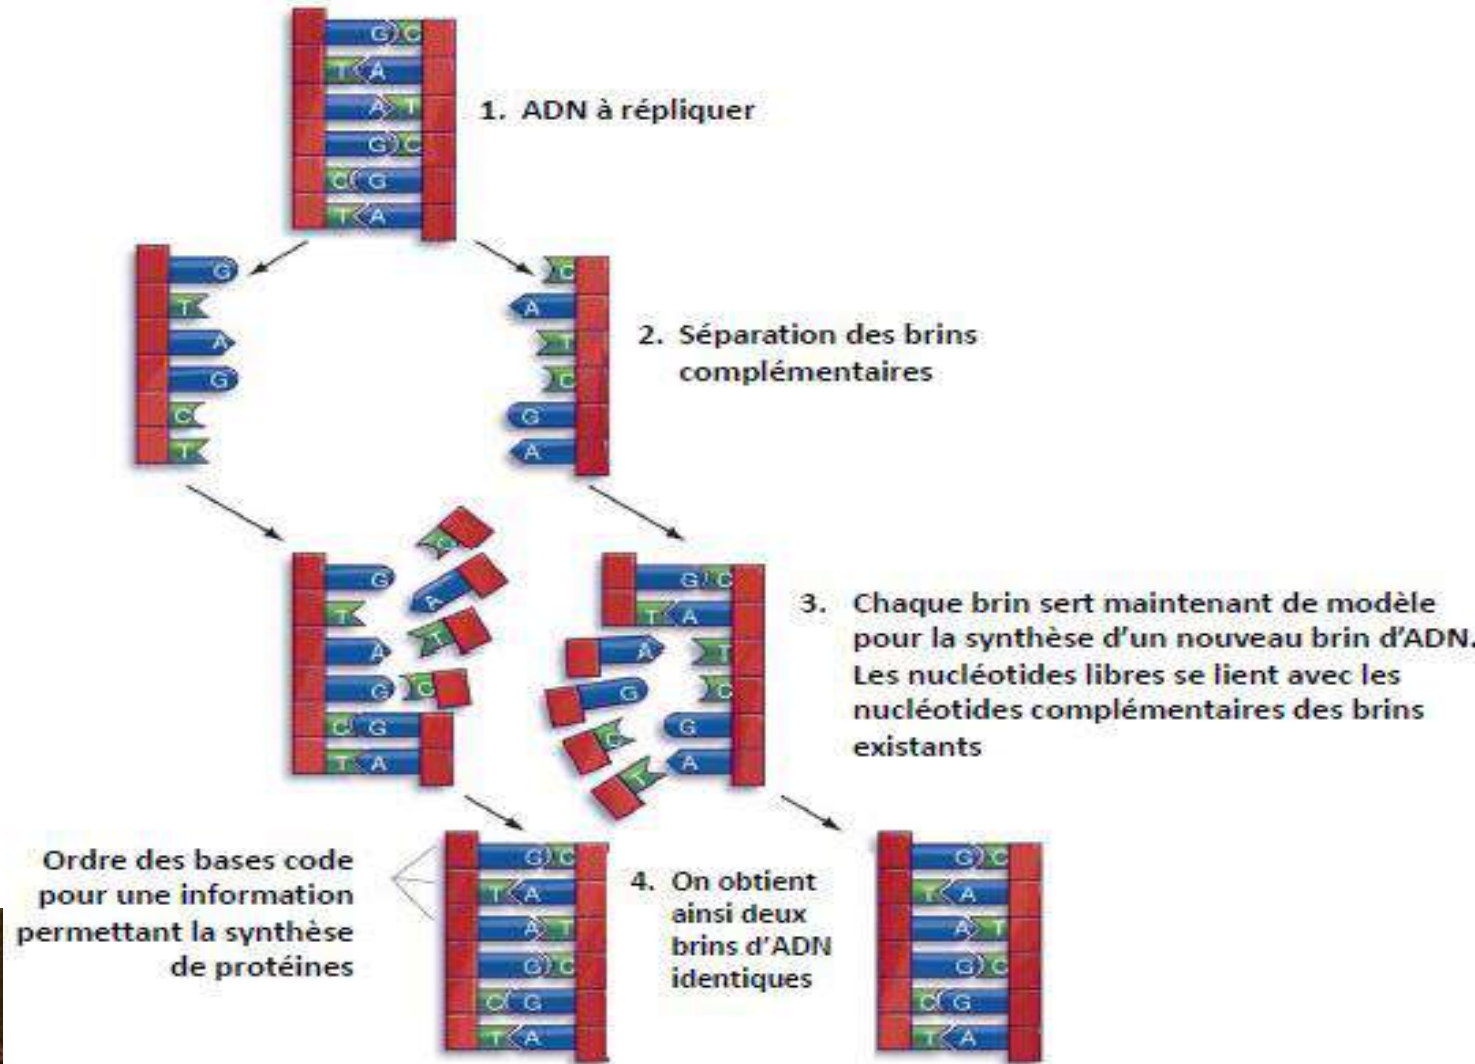 G C
T A
A T
G C
C G
T A
1. ADN à répliquer
G C
T A
A T
G C
C G
T A
2. Séparation des brins
complémentaires
G C
T A
A T
G C
C G
T A
G C
T A
A T
G C
C G
T A
3. Chaque brin sert maintenant de modèle
pour la synthèse d'un nouveau brin d'ADN.
Les nucléotides libres se lient avec les
nucléotides complémentaires des brins
existants
Ordre des bases code
pour une information
permettant la synthèse
de protéines
G C
T A
A T
G C
C G
T A
4. On obtient
ainsi deux
brins d'ADN
identiques
G C
T A
A T
G C
C G
T A